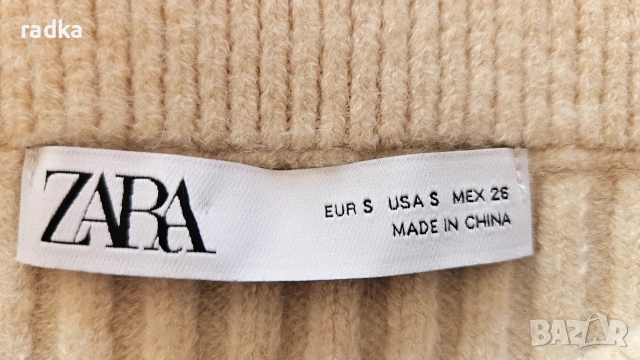 radka
ZARA
EUR S USA S MEX 26
MADE IN CHINA
BAZAR